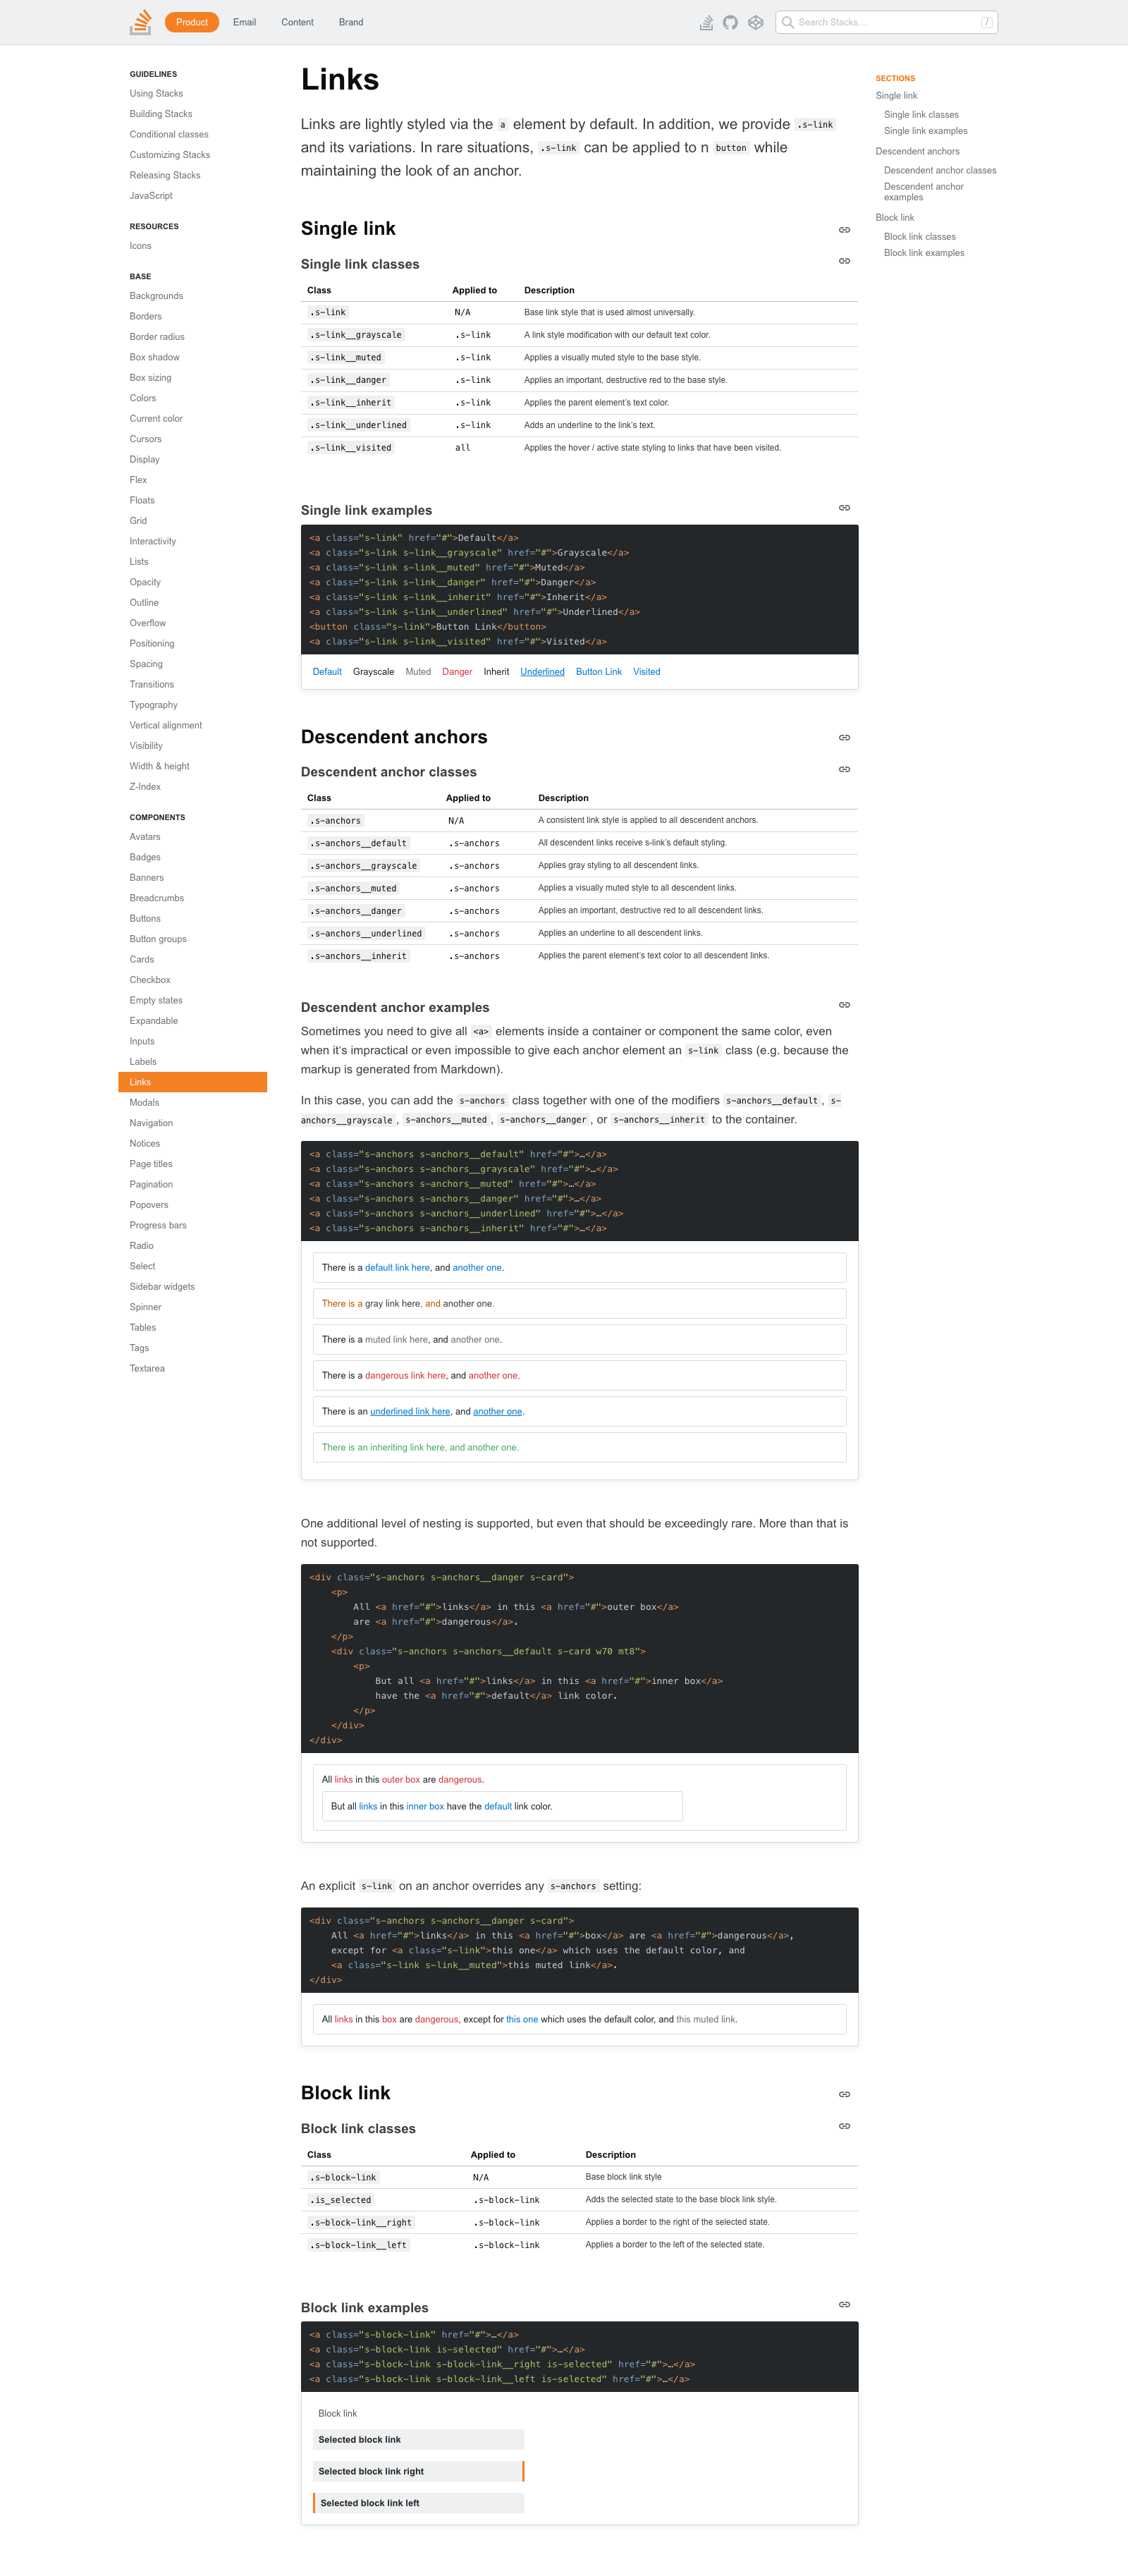 Product Email Content Brand Search Stacks… /
GUIDELINES
Using Stacks
Building Stacks
Conditional classes
Customizing Stacks
Releasing Stacks
JavaScript
RESOURCES
Icons
BASE
Backgrounds
Borders
Border radius
Box shadow
Box sizing
Colors
Current color
Cursors
Display
Flex
Floats
Grid
Interactivity
Lists
Opacity
Outline
Overflow
Positioning
Spacing
Transitions
Typography
Vertical alignment
Visibility
Width & height
Z-Index
COMPONENTS
Avatars
Badges
Banners
Breadcrumbs
Buttons
Button groups
Cards
Checkbox
Empty states
Expandable
Inputs
Labels
Links
Modals
Navigation
Notices
Page titles
Pagination
Popovers
Progress bars
Radio
Select
Sidebar widgets
Spinner
Tables
Tags
Textarea
Links
Links are lightly styled via the a element by default. In addition, we provide .s-link
and its variations. In rare situations, .s-link can be applied to n button while
maintaining the look of an anchor.
Single link
Single link classes
Class Applied to Description
.s-link N/A Base link style that is used almost universally.
.s-link__grayscale .s-link A link style modification with our default text color.
.s-link__muted .s-link Applies a visually muted style to the base style.
.s-link__danger .s-link Applies an important, destructive red to the base style.
.s-link__inherit .s-link Applies the parent element's text color.
.s-link__underlined .s-link Adds an underline to the link's text.
.s-link__visited all Applies the hover / active state styling to links that have been visited.
Single link examples
<a class="s-link" href="#">Default</a>
<a class="s-link s-link__grayscale" href="#">Grayscale</a>
<a class="s-link s-link__muted" href="#">Muted</a>
<a class="s-link s-link__danger" href="#">Danger</a>
<a class="s-link s-link__inherit" href="#">Inherit</a>
<a class="s-link s-link__underlined" href="#">Underlined</a>
<button class="s-link">Button Link</button>
<a class="s-link s-link__visited" href="#">Visited</a>
Default Grayscale Muted Danger Inherit Underlined Button Link Visited
Descendent anchors
Descendent anchor classes
Class Applied to Description
.s-anchors N/A A consistent link style is applied to all descendent anchors.
.s-anchors__default .s-anchors All descendent links receive s-link's default styling.
.s-anchors__grayscale .s-anchors Applies gray styling to all descendent links.
.s-anchors__muted .s-anchors Applies a visually muted style to all descendent links.
.s-anchors__danger .s-anchors Applies an important, destructive red to all descendent links.
.s-anchors__underlined .s-anchors Applies an underline to all descendent links.
.s-anchors__inherit .s-anchors Applies the parent element's text color to all descendent links.
Descendent anchor examples
Sometimes you need to give all <a> elements inside a container or component the same color, even
when it's impractical or even impossible to give each anchor element an s-link class (e.g. because the
markup is generated from Markdown).
In this case, you can add the s-anchors class together with one of the modifiers s-anchors__default , s-
anchors__grayscale , s-anchors__muted , s-anchors__danger , or s-anchors__inherit to the container.
<a class="s-anchors s-anchors__default" href="#">…</a>
<a class="s-anchors s-anchors__grayscale" href="#">…</a>
<a class="s-anchors s-anchors__muted" href="#">…</a>
<a class="s-anchors s-anchors__danger" href="#">…</a>
<a class="s-anchors s-anchors__underlined" href="#">…</a>
<a class="s-anchors s-anchors__inherit" href="#">…</a>
There is a default link here, and another one.
There is a gray link here, and another one.
There is a muted link here, and another one.
There is a dangerous link here, and another one.
There is an underlined link here, and another one.
There is an inheriting link here, and another one.
One additional level of nesting is supported, but even that should be exceedingly rare. More than that is
not supported.
<div class="s-anchors s-anchors__danger s-card">
<p>
All <a href="#">links</a> in this <a href="#">outer box</a>
are <a href="#">dangerous</a>.
</p>
<div class="s-anchors s-anchors__default s-card w70 mt8">
<p>
But all <a href="#">links</a> in this <a href="#">inner box</a>
have the <a href="#">default</a> link color.
</p>
</div>
</div>
All links in this outer box are dangerous.
But all links in this inner box have the default link color.
An explicit s-link on an anchor overrides any s-anchors setting:
<div class="s-anchors s-anchors__danger s-card">
All <a href="#">links</a> in this <a href="#">box</a> are <a href="#">dangerous</a>,
except for <a class="s-link">this one</a> which uses the default color, and
<a class="s-link s-link__muted">this muted link</a>.
</div>
All links in this box are dangerous, except for this one which uses the default color, and this muted link.
Block link
Block link classes
Class Applied to Description
.s-block-link N/A Base block link style
.is_selected .s-block-link Adds the selected state to the base block link style.
.s-block-link__right .s-block-link Applies a border to the right of the selected state.
.s-block-link__left .s-block-link Applies a border to the left of the selected state.
Block link examples
<a class="s-block-link" href="#">…</a>
<a class="s-block-link is-selected" href="#">…</a>
<a class="s-block-link s-block-link__right is-selected" href="#">…</a>
<a class="s-block-link s-block-link__left is-selected" href="#">…</a>
Block link
Selected block link
Selected block link right
Selected block link left
SECTIONS
Single link
Single link classes
Single link examples
Descendent anchors
Descendent anchor classes
Descendent anchor
examples
Block link
Block link classes
Block link examples